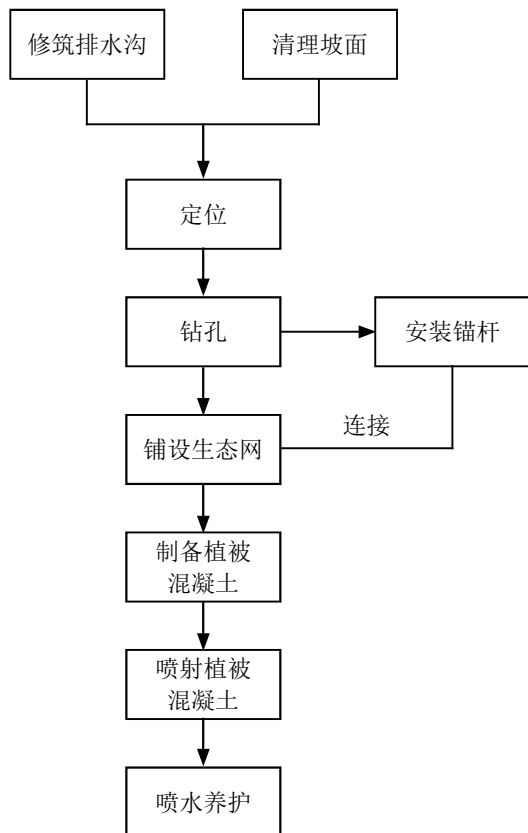 修筑排水沟
清理坡面
定位
钻孔
安装锚杆
连接
铺设生态网
制备植被
混凝土
喷射植被
混凝土
喷水养护